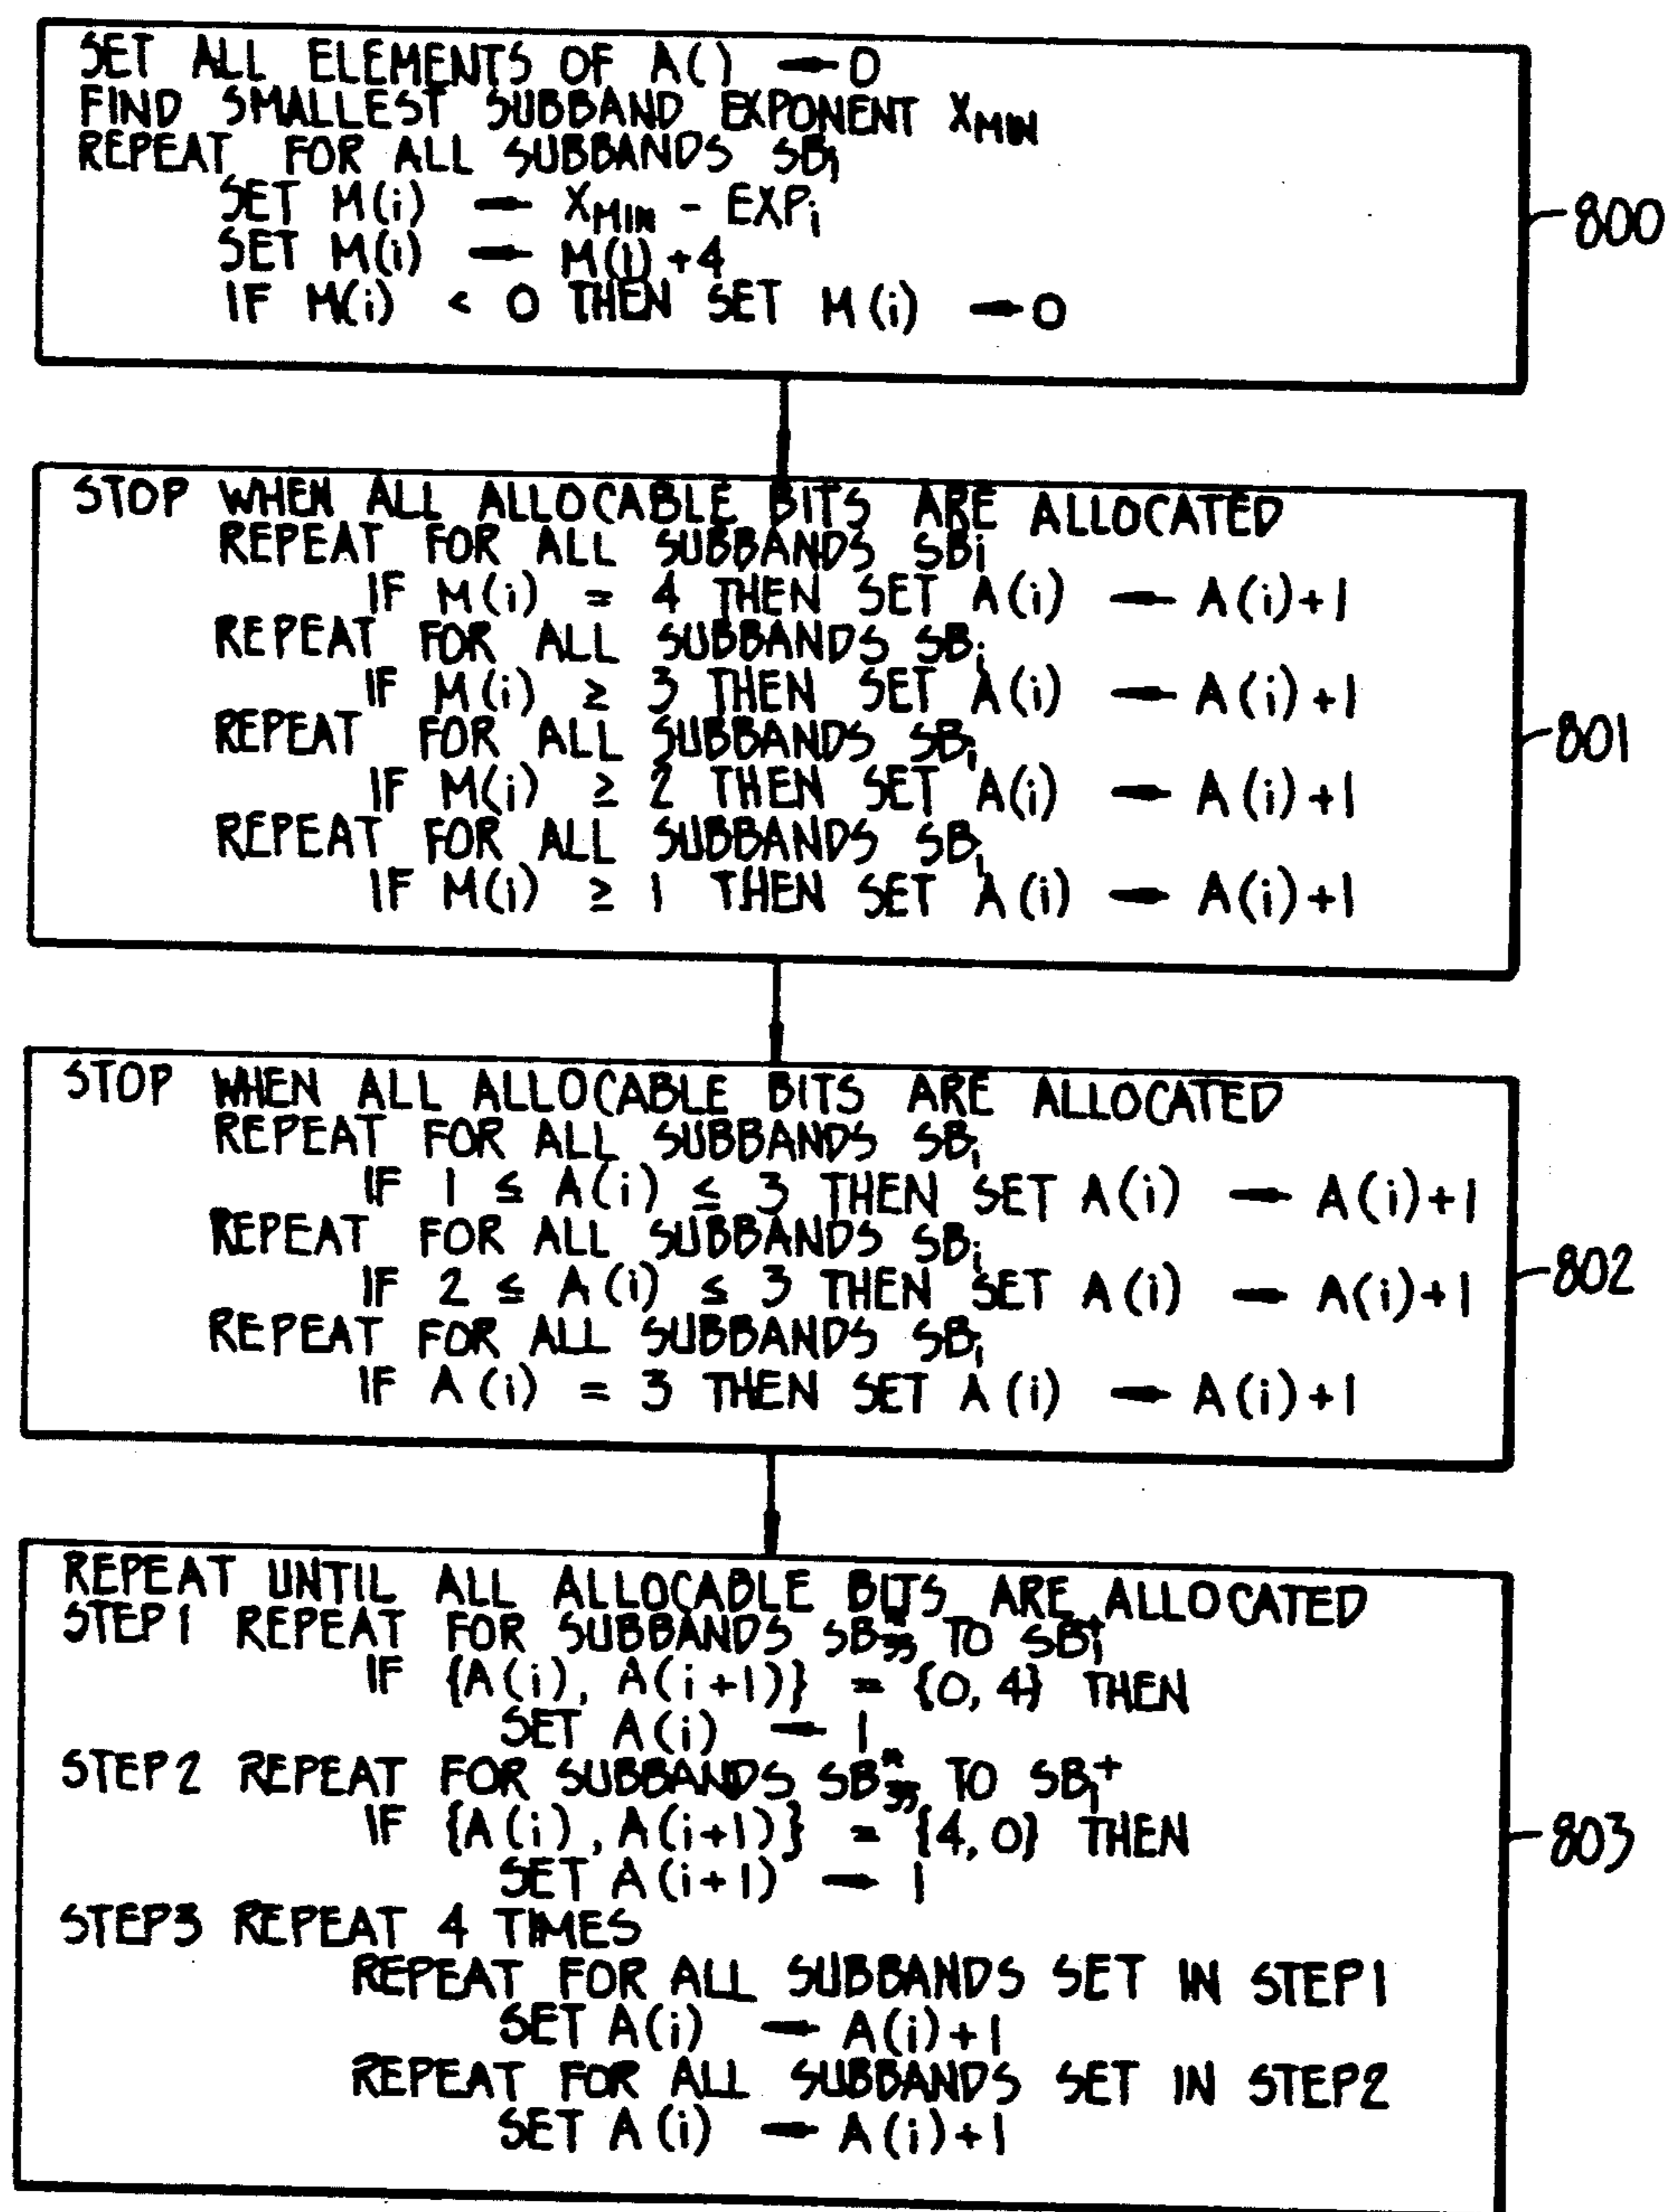 SET ALL ELEMENTS OF A() → 0
FIND SMALLEST SUBBAND EXPONENT XMIN
REPEAT FOR ALL SUBBANDS SBi
SET M(i) → XMIN - EXPi
SET M(i) → M(i)+4
IF M(i) < 0 THEN SET M(i) → 0
800
STOP WHEN ALL ALLOCABLE BITS ARE ALLOCATED
REPEAT FOR ALL SUBBANDS SBi
IF M(i) = 4 THEN SET A(i) → A(i)+1
REPEAT FOR ALL SUBBANDS SBi
IF M(i) ≥ 3 THEN SET A(i) → A(i)+1
REPEAT FOR ALL SUBBANDS SBi
IF M(i) ≥ 2 THEN SET A(i) → A(i)+1
REPEAT FOR ALL SUBBANDS SBi
IF M(i) ≥ 1 THEN SET A(i) → A(i)+1
801
STOP WHEN ALL ALLOCABLE BITS ARE ALLOCATED
REPEAT FOR ALL SUBBANDS SBi
IF 1 ≤ A(i) ≤ 3 THEN SET A(i) → A(i)+1
REPEAT FOR ALL SUBBANDS SBi
IF 2 ≤ A(i) ≤ 3 THEN SET A(i) → A(i)+1
REPEAT FOR ALL SUBBANDS SBi
IF A(i) = 3 THEN SET A(i) → A(i)+1
802
REPEAT UNTIL ALL ALLOCABLE BITS ARE ALLOCATED
STEP1 REPEAT FOR SUBBANDS TO
IF {A(i), A(i+1)} = {0, 4} THEN
SET A(i) → 1
STEP2 REPEAT FOR SUBBANDS TO SB1+
IF {A(i), A(i+1)} = {4, 0} THEN
SET A(i+1) → 1
STEP3 REPEAT 4 TIMES
REPEAT FOR ALL SUBBANDS SET IN STEP1
SET A(i) → A(i)+1
REPEAT FOR ALL SUBBANDS SET IN STEP2
SET A(i) → A(i)+1
803